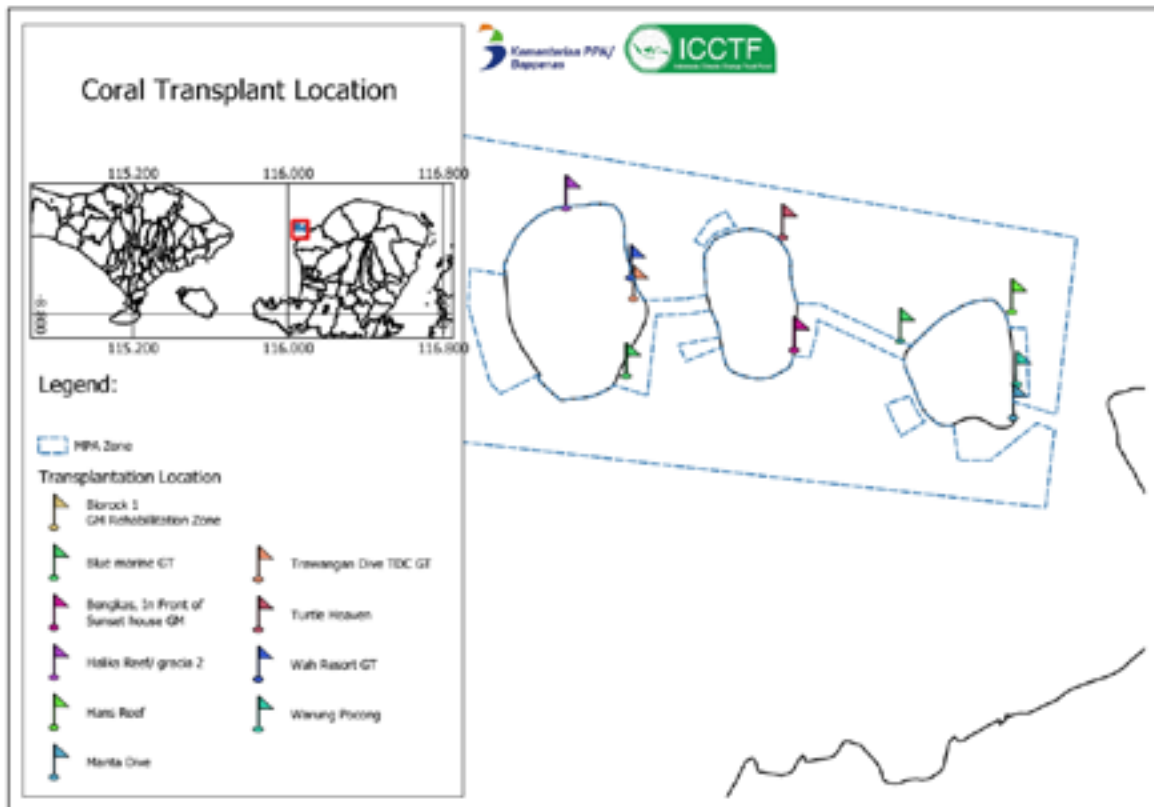 Kementerian PPN/
Bappenas
ICCTF
Coral Transplant Location
115.200
116.000
116.800
115.200
116.000
116.800
Legend:
MPA Zone
Transplantation Location
Biorock 1
GM Rehabilitation Zone
Blue marine GT
Trawangan Dive TDC GT
Bengkas, In Front of
Sunset house GM
Turtle Heaven
Haliks Reef/ gracia 2
Wah Resort GT
Hans Reef
Warung Pocong
Manta Dive